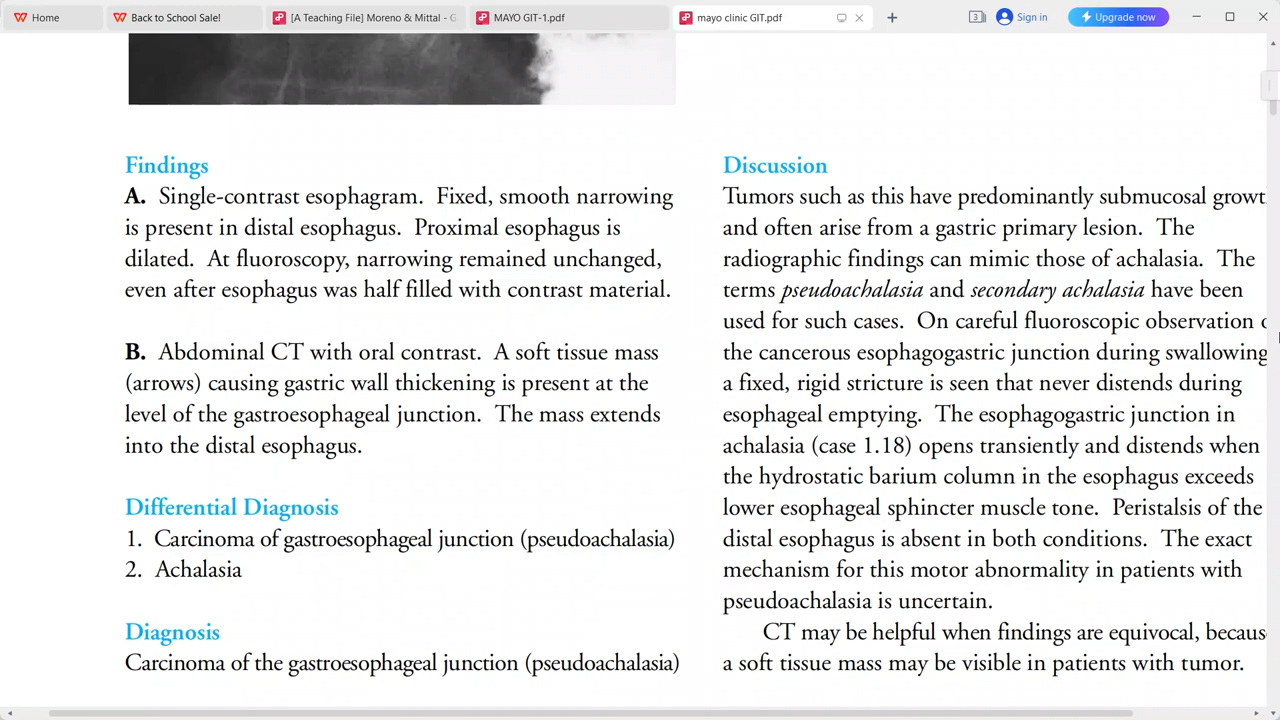 Home
Back to School Sale!
[A Teaching File] Moreno & Mittal - G
MAYO GIT-1.pdf
mayo clinic GIT.pdf
3
Sign in
Upgrade now
Findings
A. Single-contrast esophagram. Fixed, smooth narrowing
is present in distal esophagus. Proximal esophagus is
dilated. At fluoroscopy, narrowing remained unchanged,
even after esophagus was half filled with contrast material.
B. Abdominal CT with oral contrast. A soft tissue mass
(arrows) causing gastric wall thickening is present at the
level of the gastroesophageal junction. The mass extends
into the distal esophagus.
Differential Diagnosis
1. Carcinoma of gastroesophageal junction (pseudoachalasia)
2. Achalasia
Diagnosis
Carcinoma of the gastroesophageal junction (pseudoachalasia)
Discussion
Tumors such as this have predominantly submucosal growt
and often arise from a gastric primary lesion. The
radiographic findings can mimic those of achalasia. The
terms pseudoachalasia and secondary achalasia have been
used for such cases. On careful fluoroscopic observation
the cancerous esophagogastric junction during swallowing
a fixed, rigid stricture is seen that never distends during
esophageal emptying. The esophagogastric junction in
achalasia (case 1.18) opens transiently and distends when
the hydrostatic barium column in the esophagus exceeds
lower esophageal sphincter muscle tone. Peristalsis of the
distal esophagus is absent in both conditions. The exact
mechanism for this motor abnormality in patients with
pseudoachalasia is uncertain.
CT may be helpful when findings are equivocal, becaus
a soft tissue mass may be visible in patients with tumor.